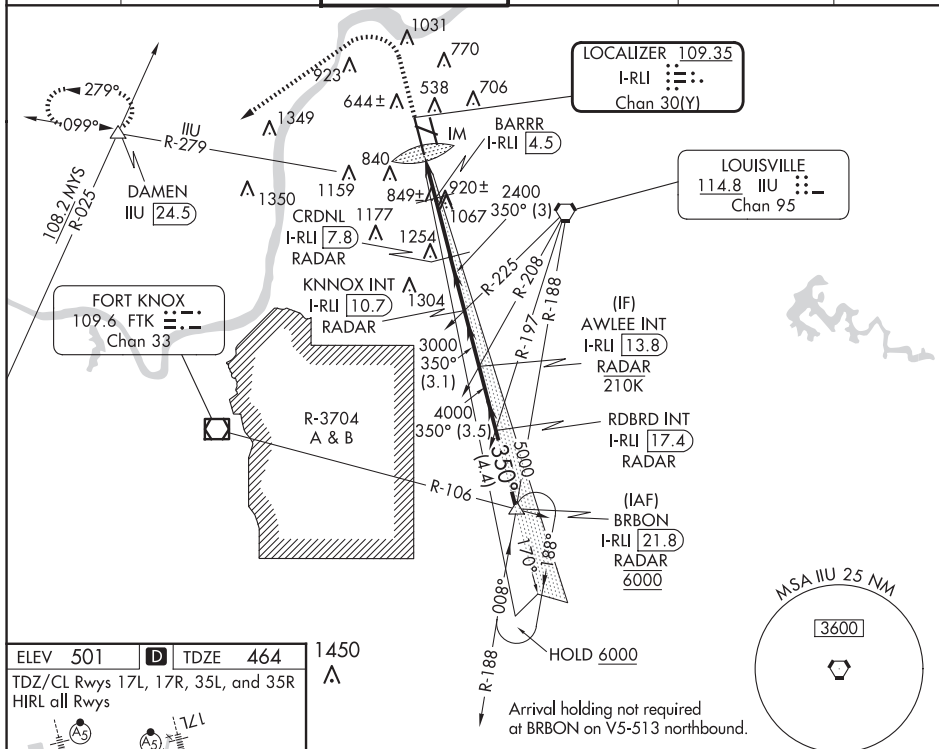 1031
770
923
644±
538
706
LOCALIZER 109.35
I-RLI
Chan 30(Y)
279°
099°
IIU
R-279
1349
IM
BARRR
I-RLI 4.5
DAMEN
IIU 24.5
108.2 MYS
R-025
1350
1159
840
849±
920±
1067
2400
350° (3)
LOUISVILLE
114.8 IIU
Chan 95
CRDNL
I-RLI 7.8
RADAR
1177
1254
KNNOX INT
I-RLI 10.7
RADAR
1304
R-225
R-208
R-197
R-188
FORT KNOX
109.6 FTK
Chan 33
3000
350°
(3.1)
(IF)
AWLEE INT
I-RLI 13.8
RADAR
210K
R-3704
A & B
4000
350° (3.5)
RDBRD INT
I-RLI 17.4
RADAR
5000
350°
(4.4)
R-106
(IAF)
BRBON
I-RLI 21.8
RADAR
6000
170°
188°
008°
R-188
HOLD 6000
MSA IIU 25 NM
3600
Arrival holding not required
at BRBON on V5-513 northbound.
1450
ELEV 501 D TDZE 464
TDZ/CL Rwys 17L, 17R, 35L, and 35R
HIRL all Rwys
A5
A5
17L